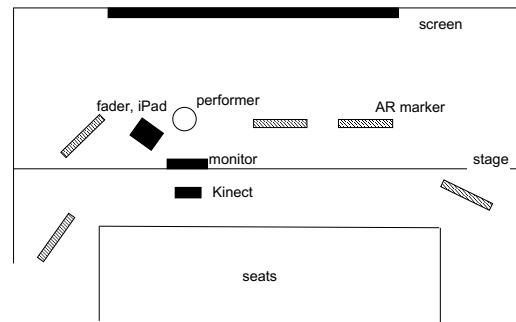 screen
fader, iPad
performer
AR marker
monitor
stage
Kinect
seats